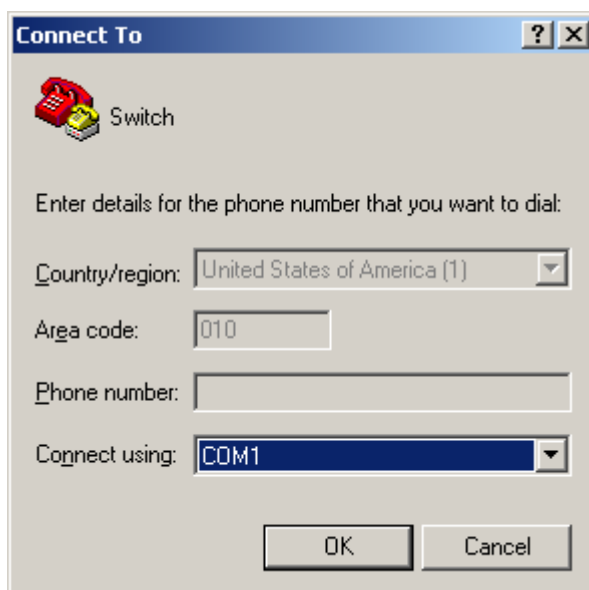 Connect To
Switch
Enter details for the phone number that you want to dial:
Country/region: United States of America (1)
Area code: 010
Phone number:
Connect using: COM1
OK Cancel